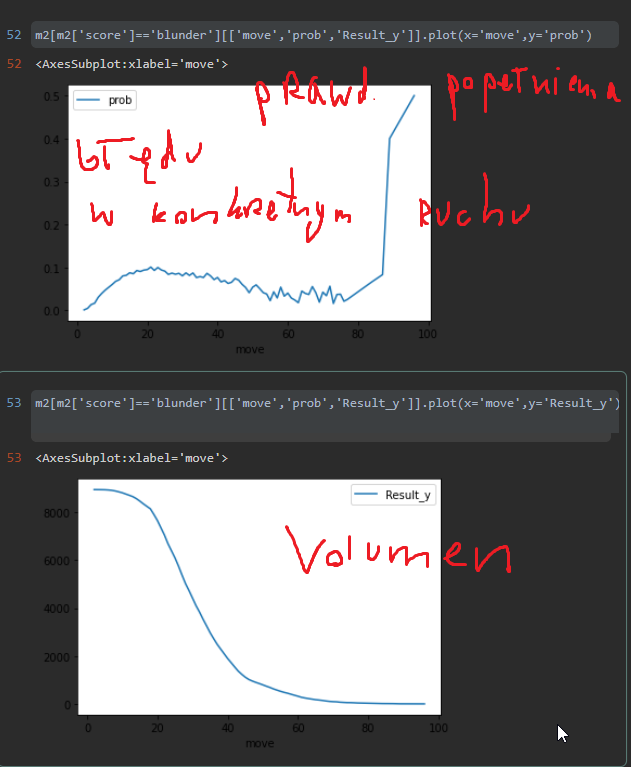 52 m2[m2['score']=='blunder'][['move','prob','Result_y']].plot(x='move',y='prob')
52 <AxesSubplot:xlabel='move'>
prawd. popełnienia
błędu
w konkretnym ruchu
prob
0.5
0.4
0.3
0.2
0.1
0.0
0 20 40 60 80 100
move
53 m2[m2['score']=='blunder'][['move','prob','Result_y']].plot(x='move',y='Result_y')
53 <AxesSubplot:xlabel='move'>
Result_y
Volumen
8000
6000
4000
2000
0
0 20 40 60 80 100
move